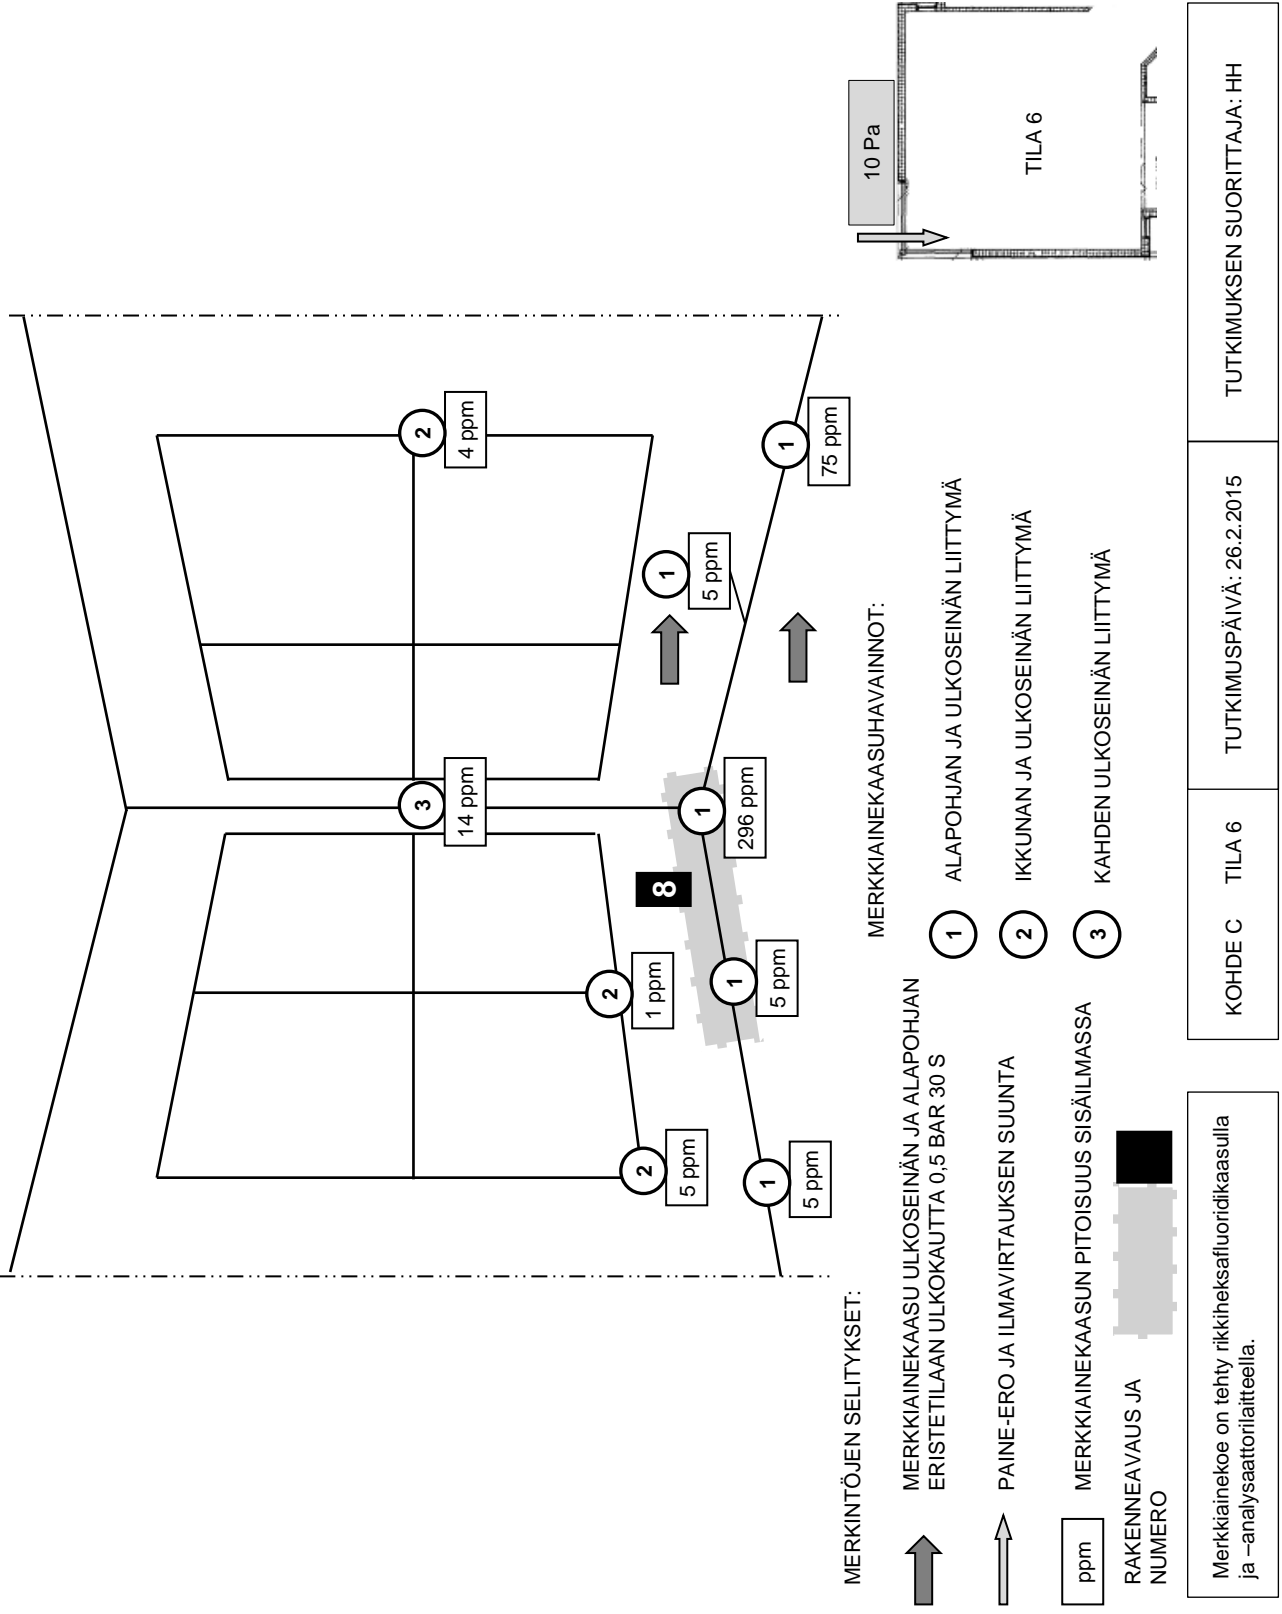 3
14 ppm
2
4 ppm
2
1 ppm
2
5 ppm
8
1
5 ppm
1
296 ppm
1
5 ppm
1
5 ppm
1
75 ppm
10 Pa
TILA 6
MERKINTÖJEN SELITYKSET:
MERKKIAINEKAASU ULKOSEINÄN JA ALAPOHJAN
ERISTETILAAN ULKOKAUTTA 0,5 BAR 30 S
PAINE-ERO JA ILMAVIRTAUKSEN SUUNTA
ppm
MERKKIAINEKAASUN PITOISUUS SISÄILMASSA
RAKENNEAVAUS JA
NUMERO
MERKKIAINEKAASUHAVAINNOT:
1
ALAPOHJAN JA ULKOSEINÄN LIITTYMÄ
2
IKKUNAN JA ULKOSEINÄN LIITTYMÄ
3
KAHDEN ULKOSEINÄN LIITTYMÄ
Merkkiainekoe on tehty rikkiheksafluoridikaasulla
ja –analysaattorilaitteella.
KOHDE C TILA 6
TUTKIMUSPÄIVÄ: 26.2.2015
TUTKIMUKSEN SUORITTAJA: HH